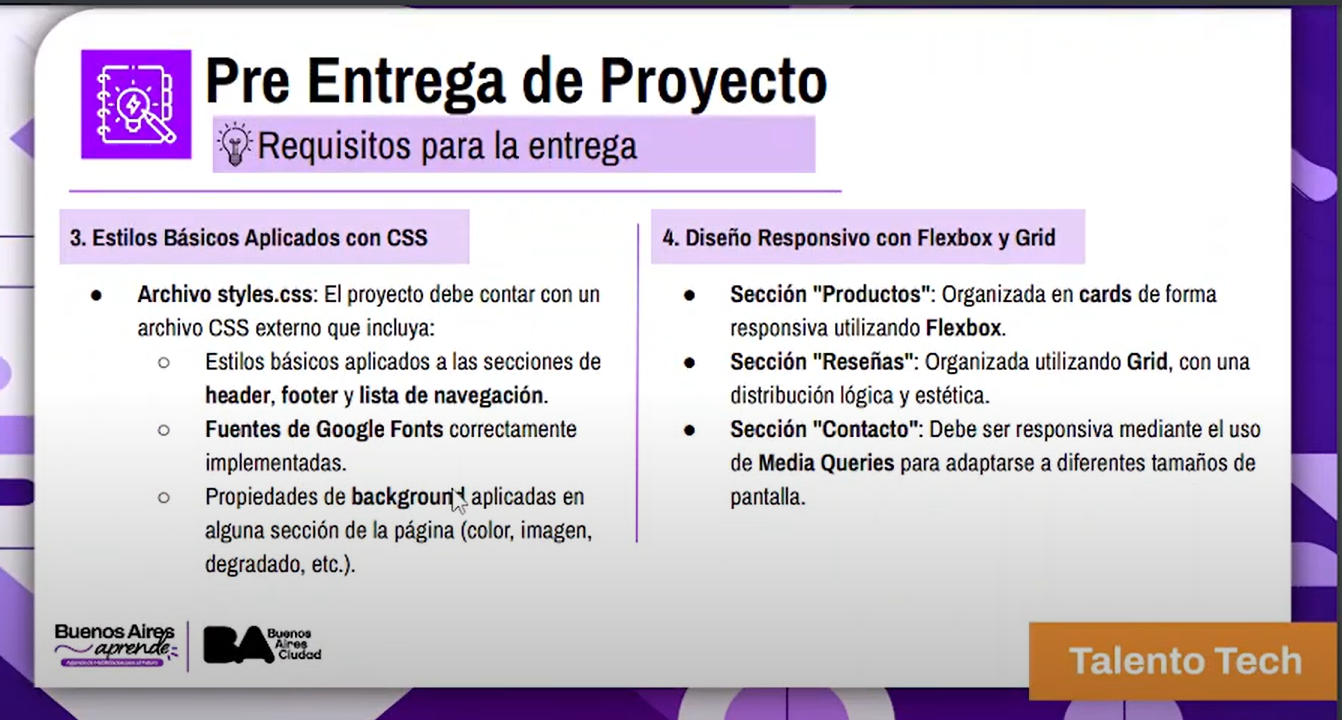 Pre Entrega de Proyecto
Requisitos para la entrega
3. Estilos Básicos Aplicados con CSS
● Archivo styles.css: El proyecto debe contar con un
archivo CSS externo que incluya:
○ Estilos básicos aplicados a las secciones de
header, footer y lista de navegación.
○ Fuentes de Google Fonts correctamente
implementadas.
○ Propiedades de background aplicadas en
alguna sección de la página (color, imagen,
degradado, etc.).
4. Diseño Responsivo con Flexbox y Grid
● Sección "Productos": Organizada en cards de forma
responsiva utilizando Flexbox.
● Sección "Reseñas": Organizada utilizando Grid, con una
distribución lógica y estética.
● Sección "Contacto": Debe ser responsiva mediante el uso
de Media Queries para adaptarse a diferentes tamaños de
pantalla.
Buenos Aires
aprende
BA
Buenos
Aires
Ciudad
Talento Tech